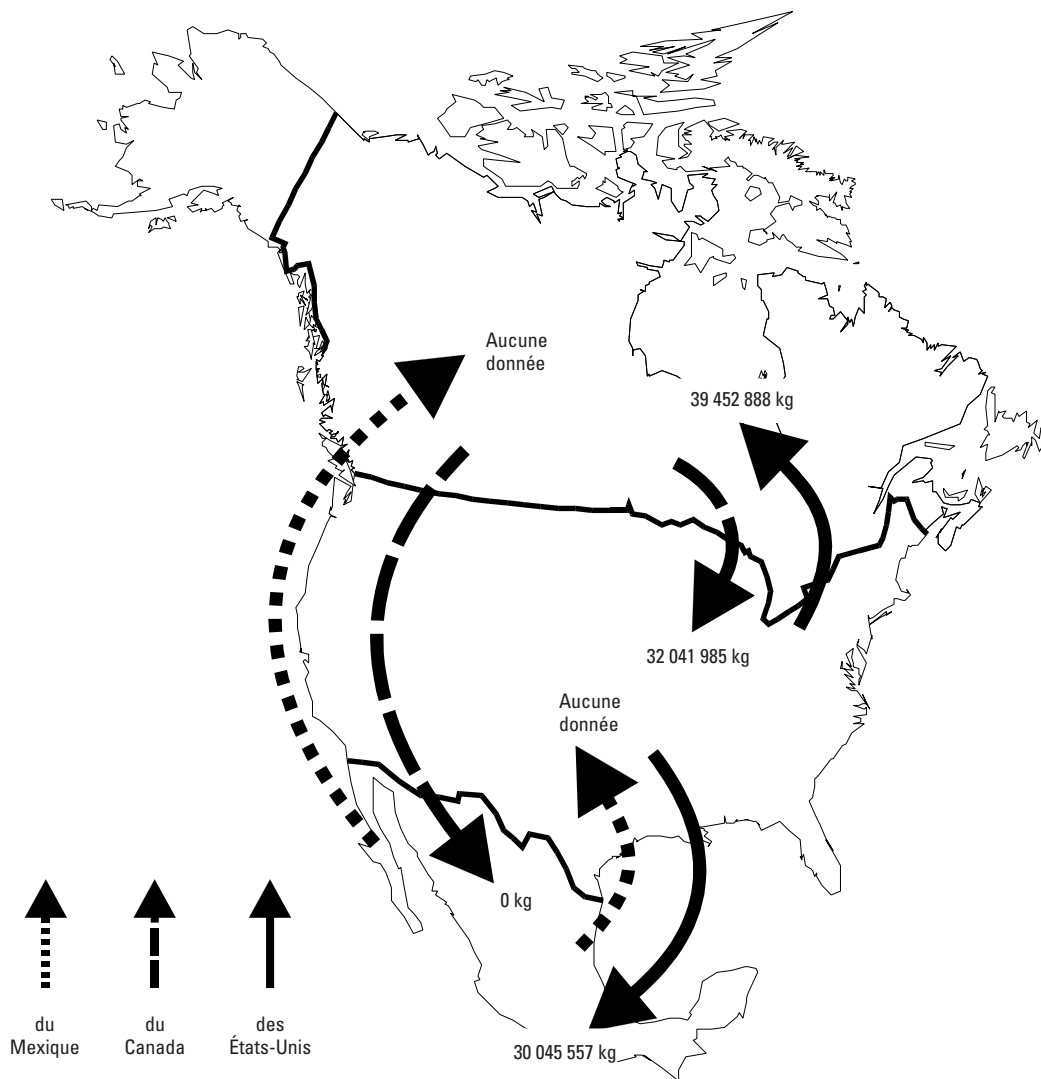 Aucune
donnée
39 452 888 kg
32 041 985 kg
Aucune
donnée
0 kg
30 045 557 kg
du
Mexique
du
Canada
des
États-Unis